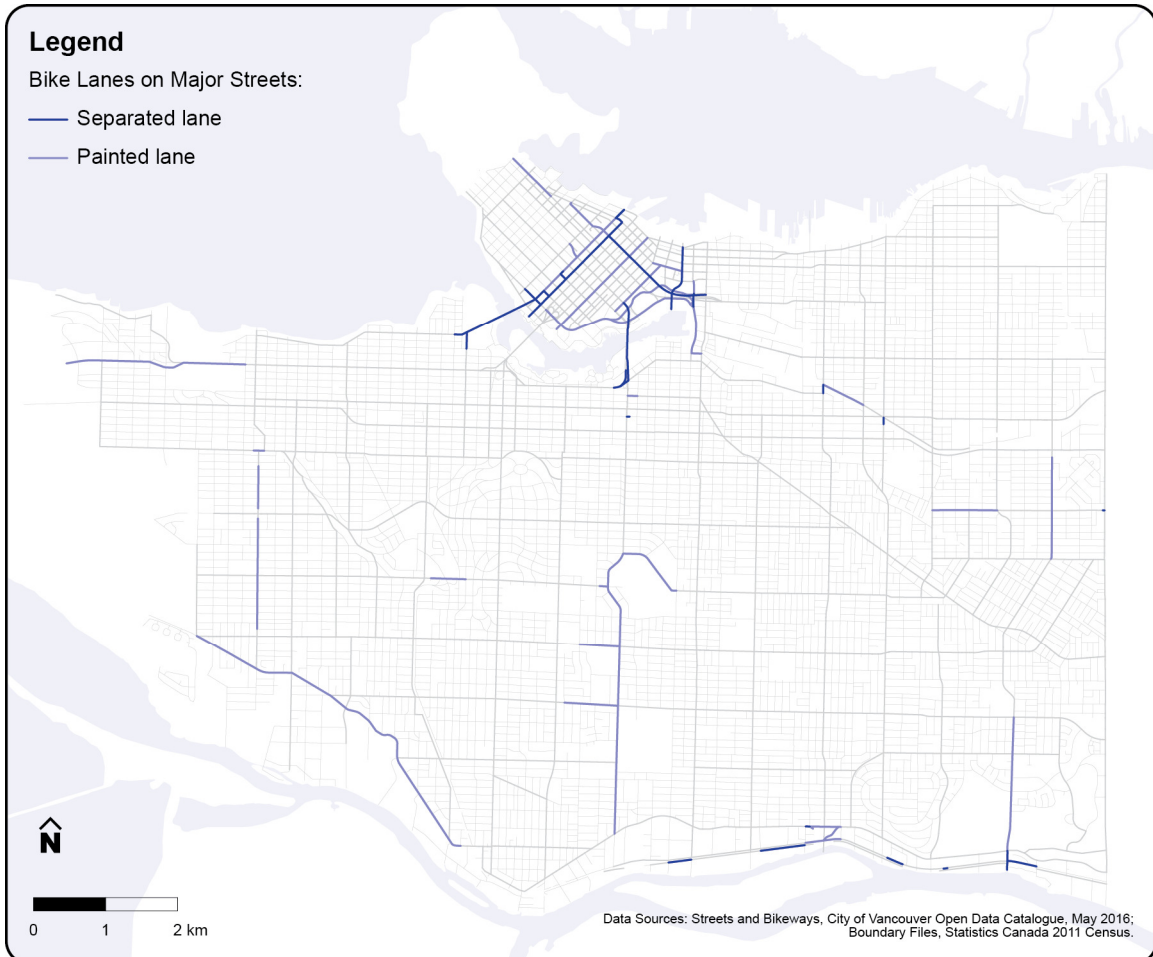 Legend
Bike Lanes on Major Streets:
Separated lane
Painted lane
N
0 1 2 km
Data Sources: Streets and Bikeways, City of Vancouver Open Data Catalogue, May 2016;
Boundary Files, Statistics Canada 2011 Census.